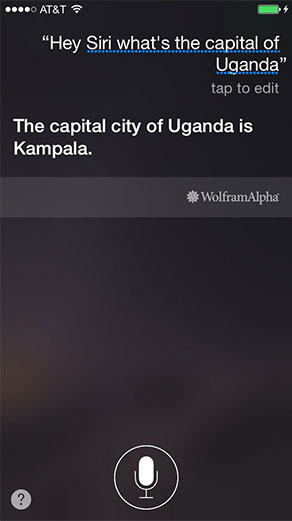 AT&T
“Hey Siri what's the capital of
Uganda”
tap to edit
The capital city of Uganda is
Kampala.
WolframAlpha
?